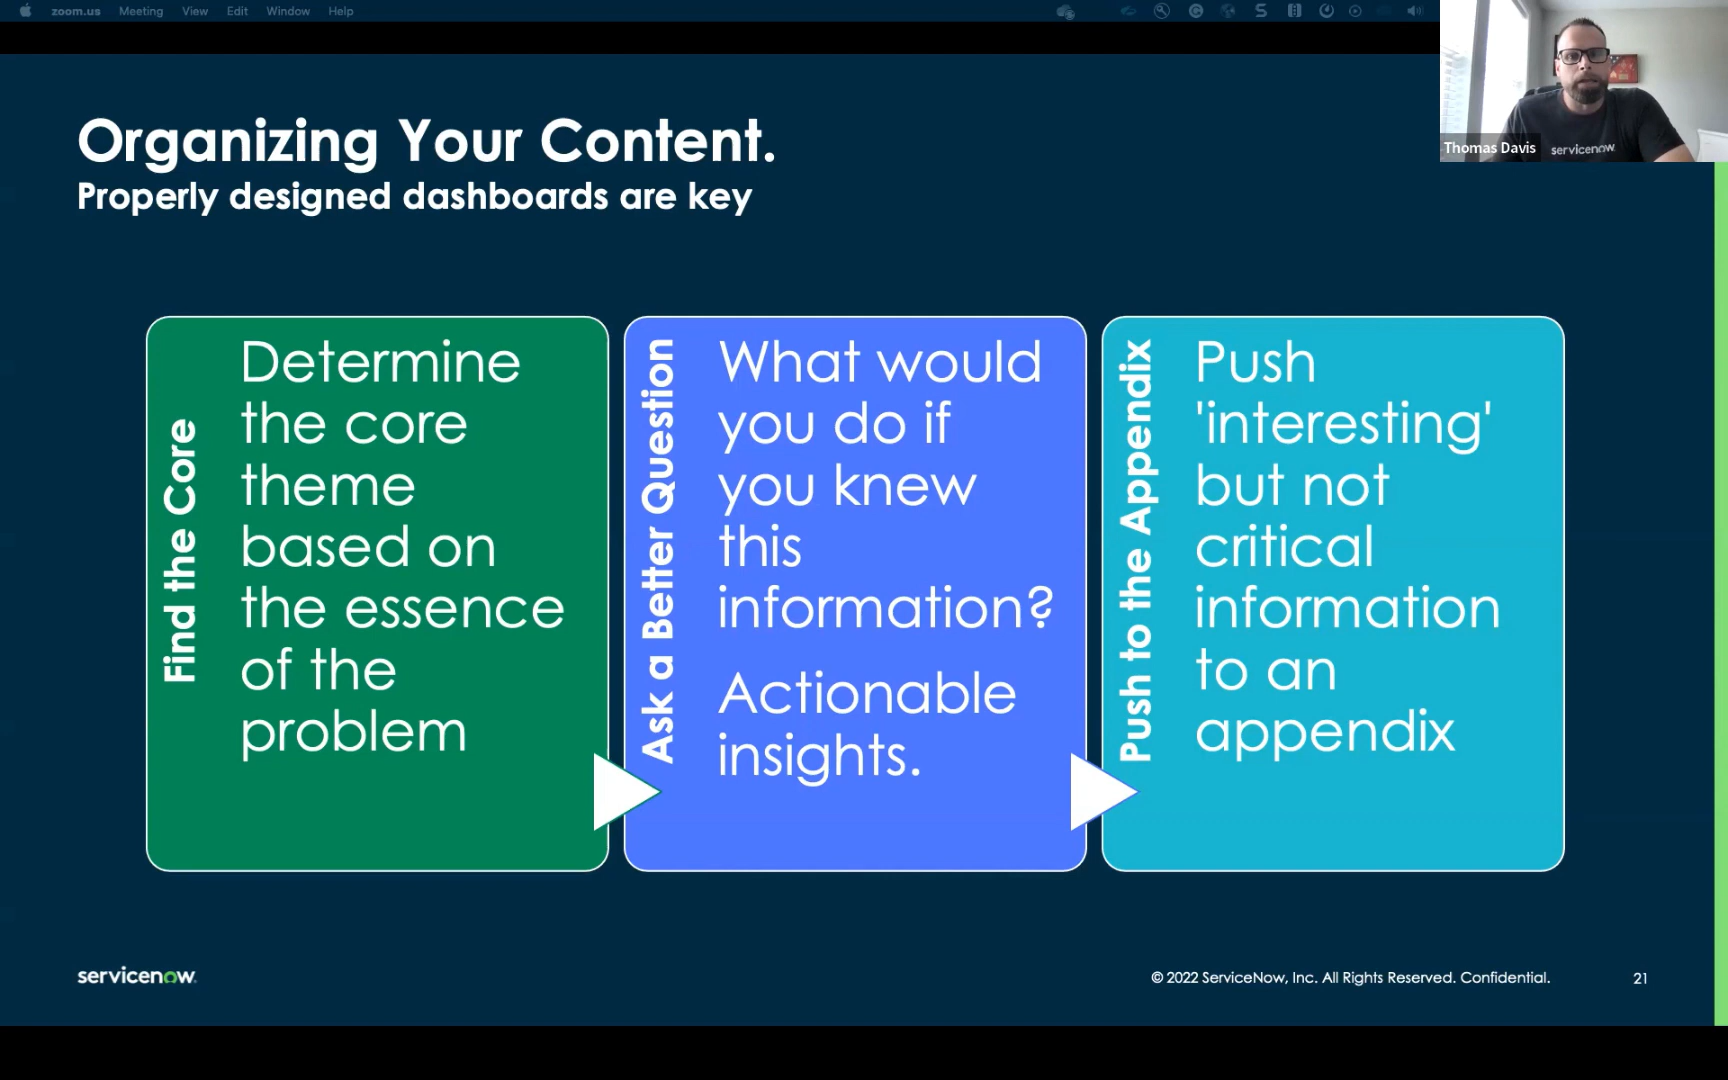 zoom.us Meeting View Edit Window Help
Thomas Davis
servicenow
Organizing Your Content.
Properly designed dashboards are key
Find the Core
Determine
the core
theme
based on
the essence
of the
problem
Ask a Better Question
What would
you do if
you knew
this
information?
Actionable
insights.
Push to the Appendix
Push
'interesting'
but not
critical
information
to an
appendix
servicenow.
© 2022 ServiceNow, Inc. All Rights Reserved. Confidential.
21